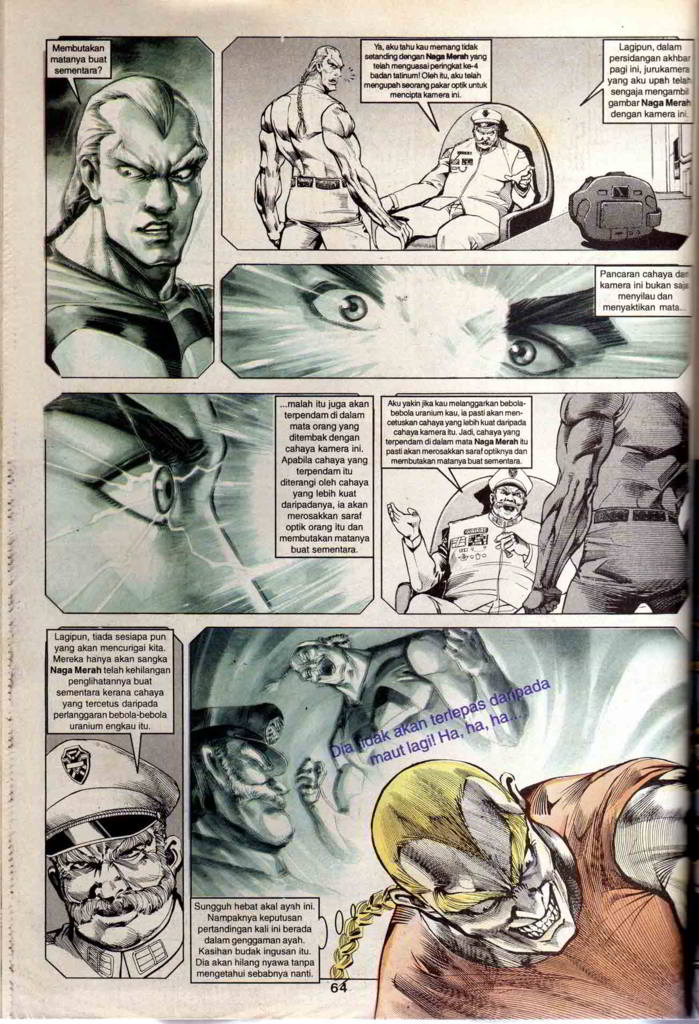 Membutakan
matanya buat
sementara?
Ya, aku tahu kau memang tidak
setanding dengan Naga Merah yang
telah menguasai peringkat ke-4
badan tatinum! Oleh itu, aku telah
mengupah seorang pakar optik untuk
mencipta kamera ini.
Lagipun, dalam
persidangan akhbar
pagi ini, jurukamera
yang aku upah telah
sengaja mengambil
gambar Naga Merah
dengan kamera ini.
Pancaran cahaya dari
kamera ini bukan saja
menyilau dan
menyaktikan mata...
...malah itu juga akan
terpendam di dalam
mata orang yang
ditembak dengan
cahaya kamera ini.
Apabila cahaya yang
terpendam itu
diterangi oleh cahaya
yang lebih kuat
daripadanya, ia akan
merosakkan saraf
optik orang itu dan
membutakan matanya
buat sementara.
Aku yakin jika kau melanggarkan bebola-
bebola uranium kau, ia pasti akan men-
cetuskan cahaya yang lebih kuat daripada
cahaya kamera itu. Jadi, cahaya yang
terpendam di dalam mata Naga Merah itu
pasti akan merosakkan saraf optiknya dan
membutakan matanya buat sementara.
Lagipun, tiada sesiapa pun
yang akan mencurigai kita.
Mereka hanya akan sangka
Naga Merah telah kehilangan
penglihatannya buat
sementara kerana cahaya
yang tercetus daripada
perlanggaran bebola-bebola
uranium engkau itu.
Dia tidak akan terlepas daripada
maut lagi! Ha, ha, ha...
Sungguh hebat akal ayah ini.
Nampaknya keputusan
pertandingan kali ini berada
dalam genggaman ayah.
Kasihan budak ingusan itu.
Dia akan hilang nyawa tanpa
mengetahui sebabnya nanti.
64